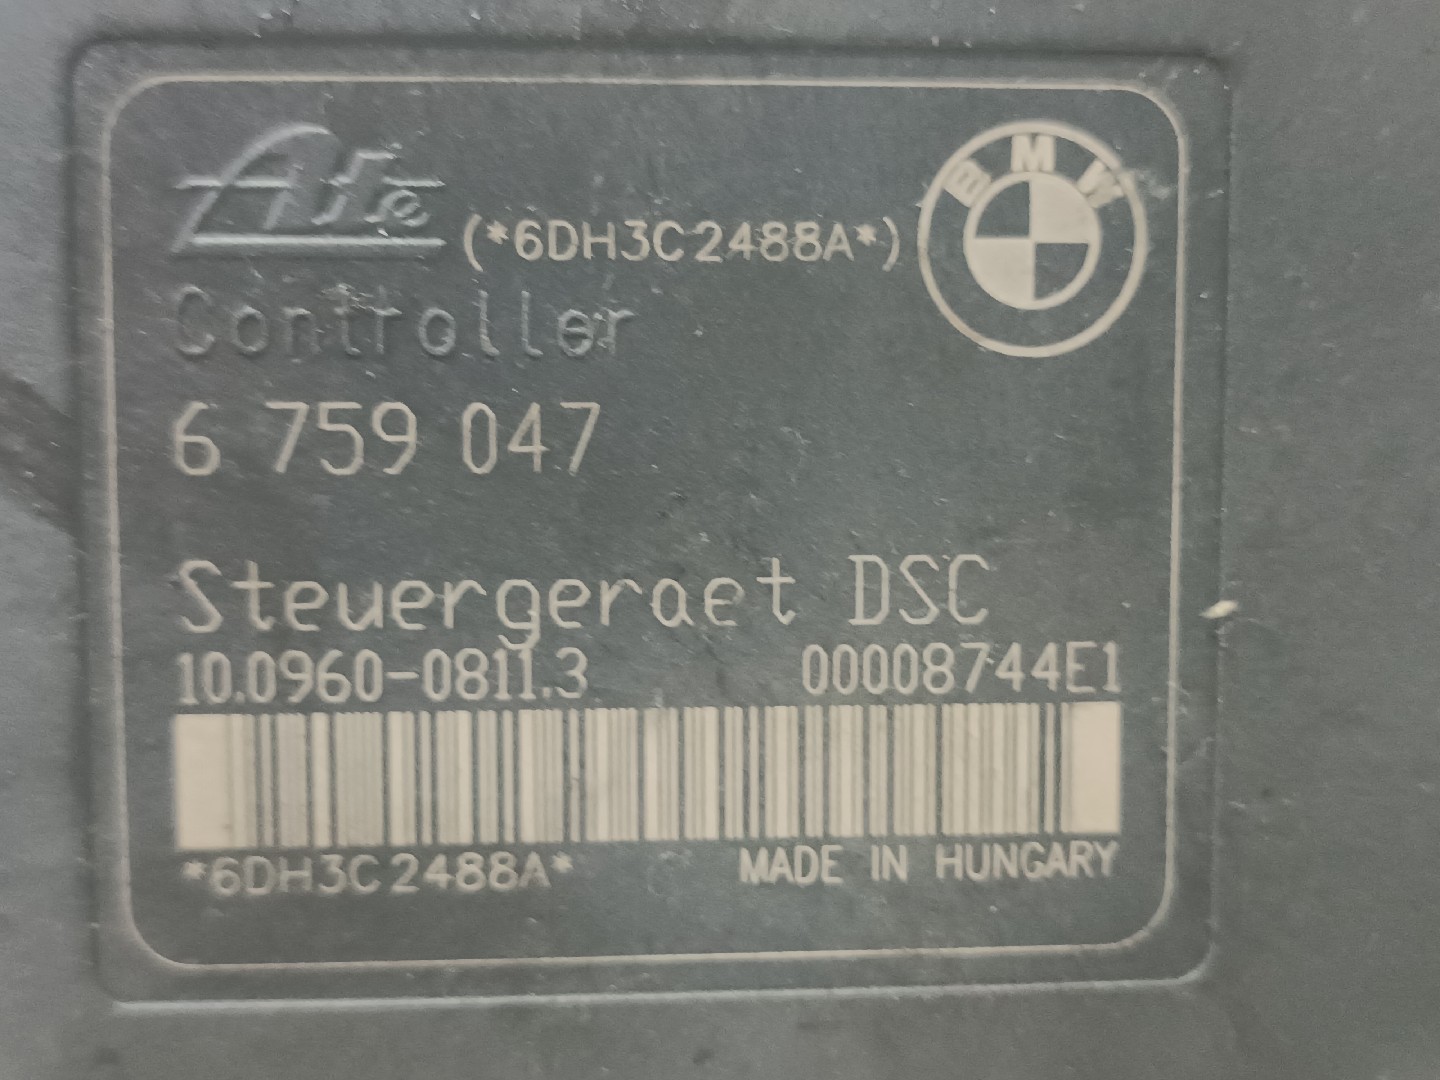 Ate
(*6DH3C2488A*)
BMW
Controller
6 759 047
Steuergeraet DSC
10.0960-0811.3 00008744E1
*6DH3C2488A* MADE IN HUNGARY